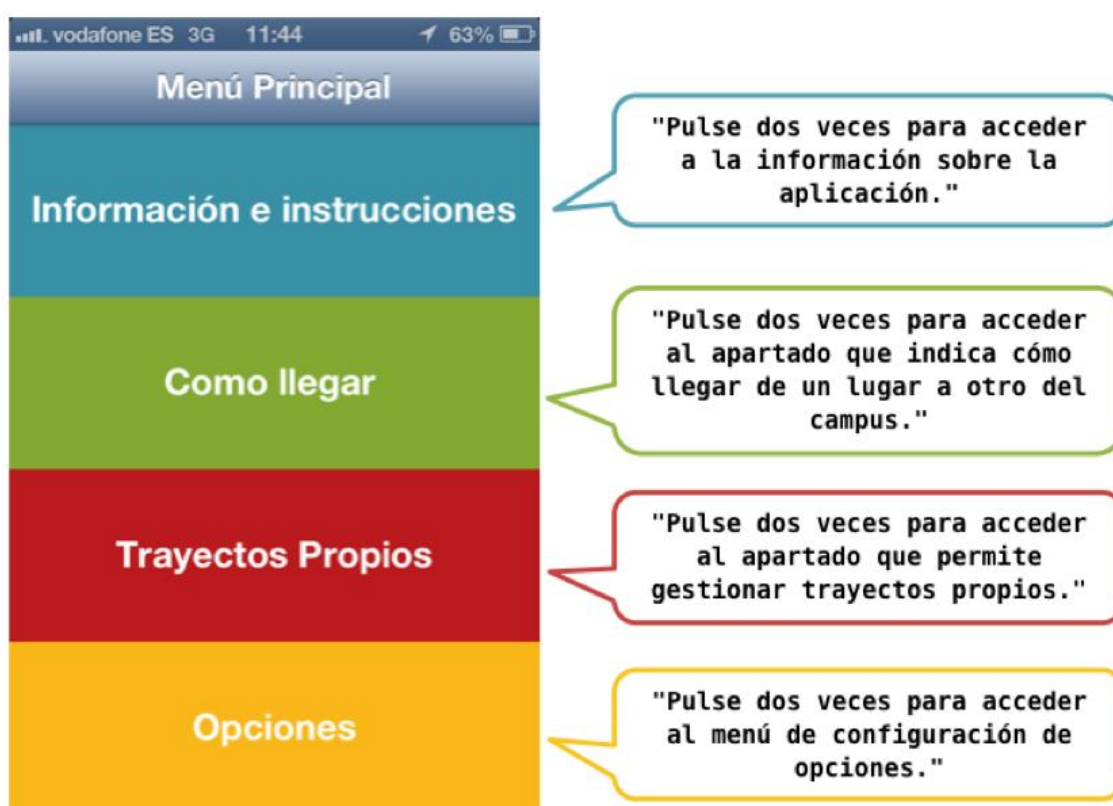 vodafone ES 3G 11:44 63%
Menú Principal
Información e instrucciones
"Pulse dos veces para acceder
a la información sobre la
aplicación."
Como llegar
"Pulse dos veces para acceder
al apartado que indica cómo
llegar de un lugar a otro del
campus."
Trayectos Propios
"Pulse dos veces para acceder
al apartado que permite
gestionar trayectos propios."
Opciones
"Pulse dos veces para acceder
al menú de configuración de
opciones."